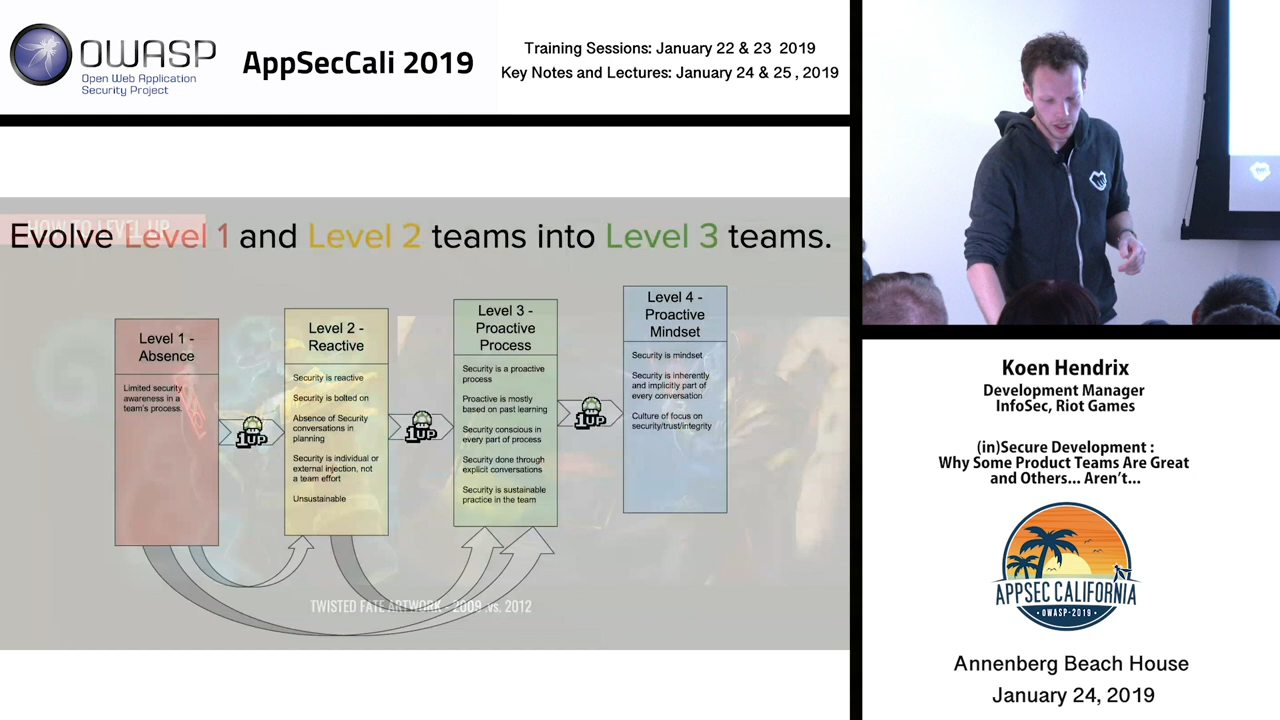 OWASP
Open Web Application
Security Project
AppSecCali 2019
Training Sessions: January 22 & 23 2019
Key Notes and Lectures: January 24 & 25 , 2019
HOW TO LEVEL UP
Evolve Level 1 and Level 2 teams into Level 3 teams.
Level 1 -
Absence
Limited security
awareness in a
team's process.
1UP
Level 2 -
Reactive
Security is reactive
Security is bolted on
Absence of Security
conversations in
planning
Security is individual or
external injection, not
a team effort
Unsustainable
1UP
Level 3 -
Proactive
Process
Security is a proactive
process
Proactive is mostly
based on past learning
Security conscious in
every part of process
Security done through
explicit conversations
Security is sustainable
practice in the team
1UP
Level 4 -
Proactive
Mindset
Security is mindset
Security is inherently
and implicitly part of
every conversation
Culture of focus on
security/trust/integrity
TWISTED FATE ARTWORK - 2009 vs. 2012
Koen Hendrix
Development Manager
InfoSec, Riot Games
(in)Secure Development :
Why Some Product Teams Are Great
and Others... Aren't...
APPSEC CALIFORNIA
• OWASP-2019 •
Annenberg Beach House
January 24, 2019